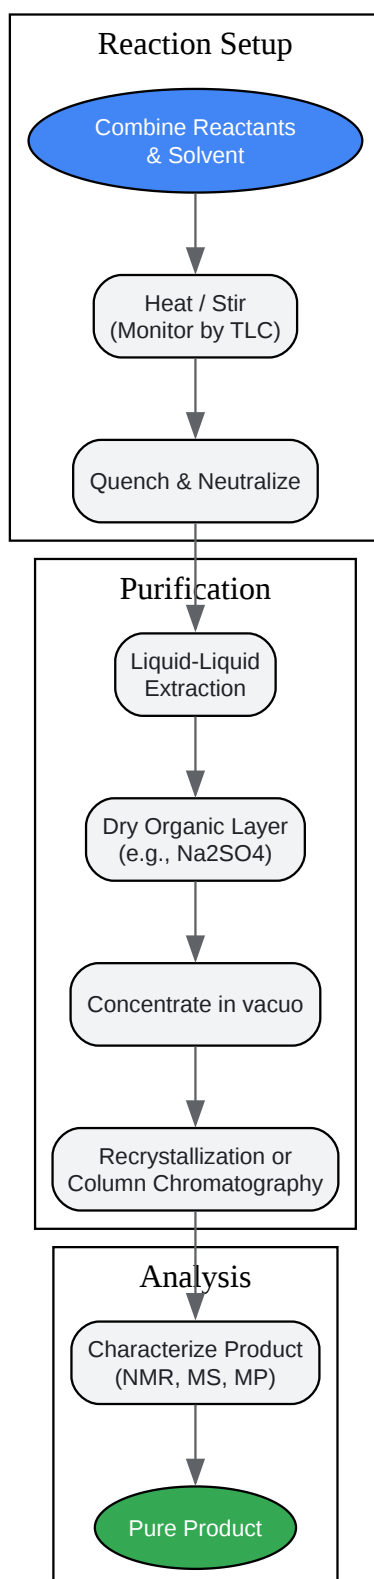 Reaction Setup
Combine Reactants
& Solvent
Heat / Stir
(Monitor by TLC)
Quench & Neutralize
Purification
Liquid-Liquid
Extraction
Dry Organic Layer
(e.g., Na2SO4)
Concentrate in vacuo
Recrystallization or
Column Chromatography
Analysis
Characterize Product
(NMR, MS, MP)
Pure Product